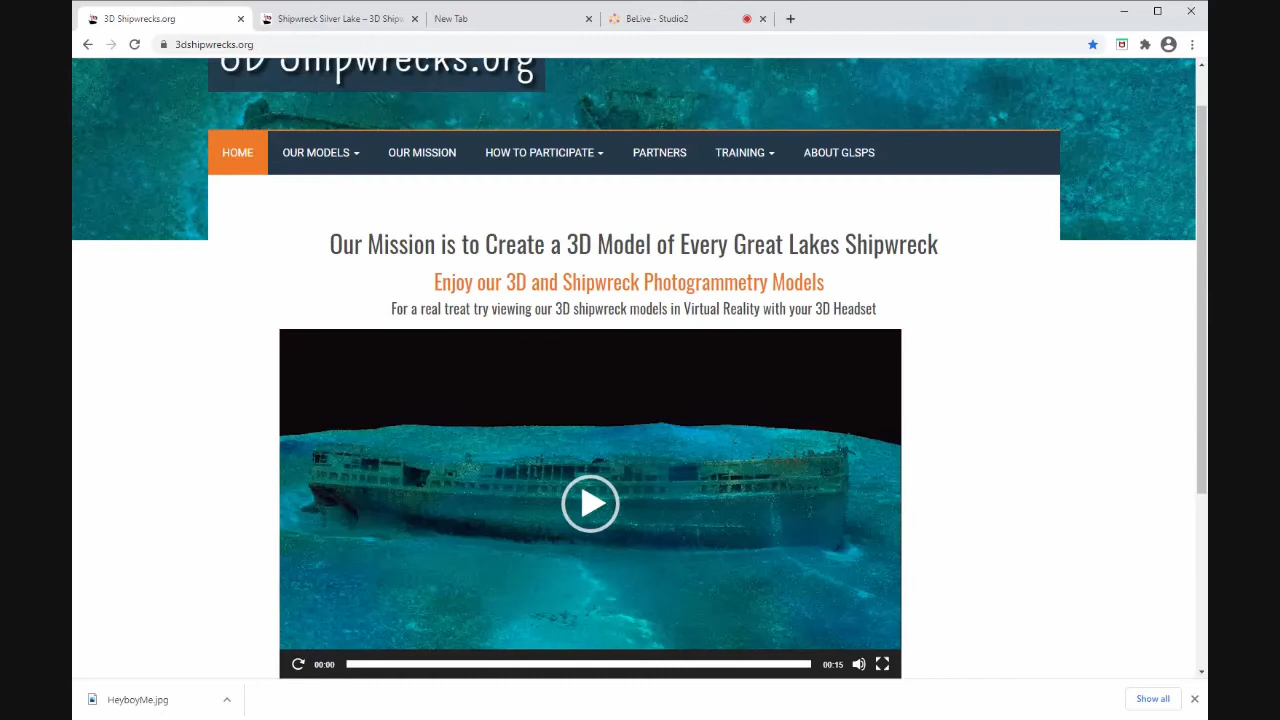 3D Shipwrecks.org
Shipwreck Silver Lake – 3D Ships
New Tab
BeLive - Studio2
3dshipwrecks.org
3D Shipwrecks.org
HOME
OUR MODELS
OUR MISSION
HOW TO PARTICIPATE
PARTNERS
TRAINING
ABOUT GLSPS
Our Mission is to Create a 3D Model of Every Great Lakes Shipwreck
Enjoy our 3D and Shipwreck Photogrammetry Models
For a real treat try viewing our 3D shipwreck models in Virtual Reality with your 3D Headset
00:00
00:15
HeyboyMe.jpg
Show all